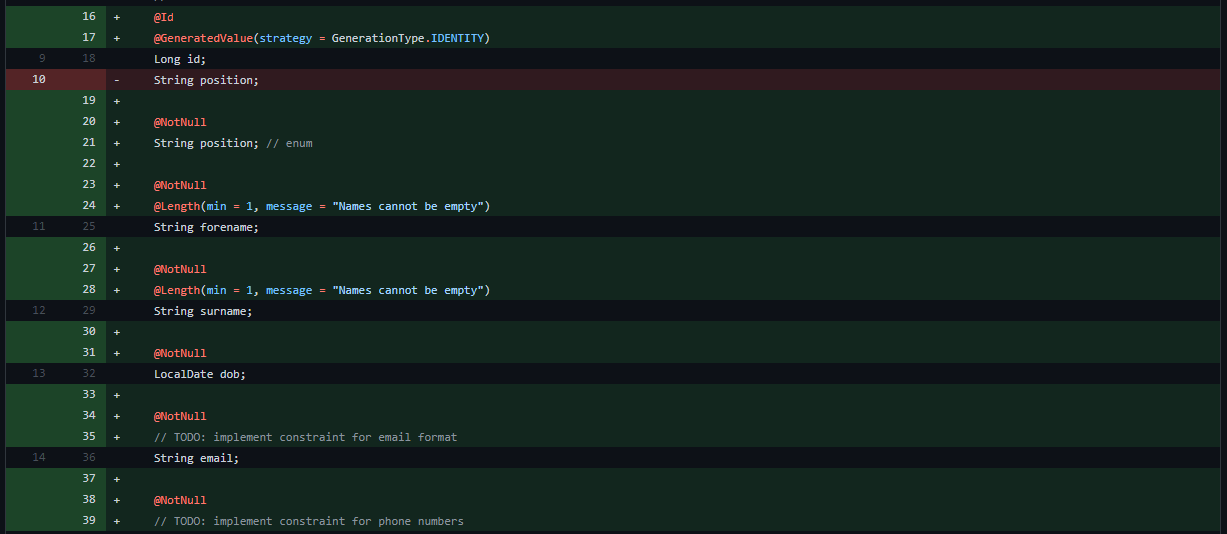 16 + @Id
17 + @GeneratedValue(strategy = GenerationType.IDENTITY)
9 18 Long id;
10 - String position;
19 +
20 + @NotNull
21 + String position; // enum
22 +
23 + @NotNull
24 + @Length(min = 1, message = "Names cannot be empty")
11 25 String forename;
26 +
27 + @NotNull
28 + @Length(min = 1, message = "Names cannot be empty")
12 29 String surname;
30 +
31 + @NotNull
13 32 LocalDate dob;
33 +
34 + @NotNull
35 + // TODO: implement constraint for email format
14 36 String email;
37 +
38 + @NotNull
39 + // TODO: implement constraint for phone numbers